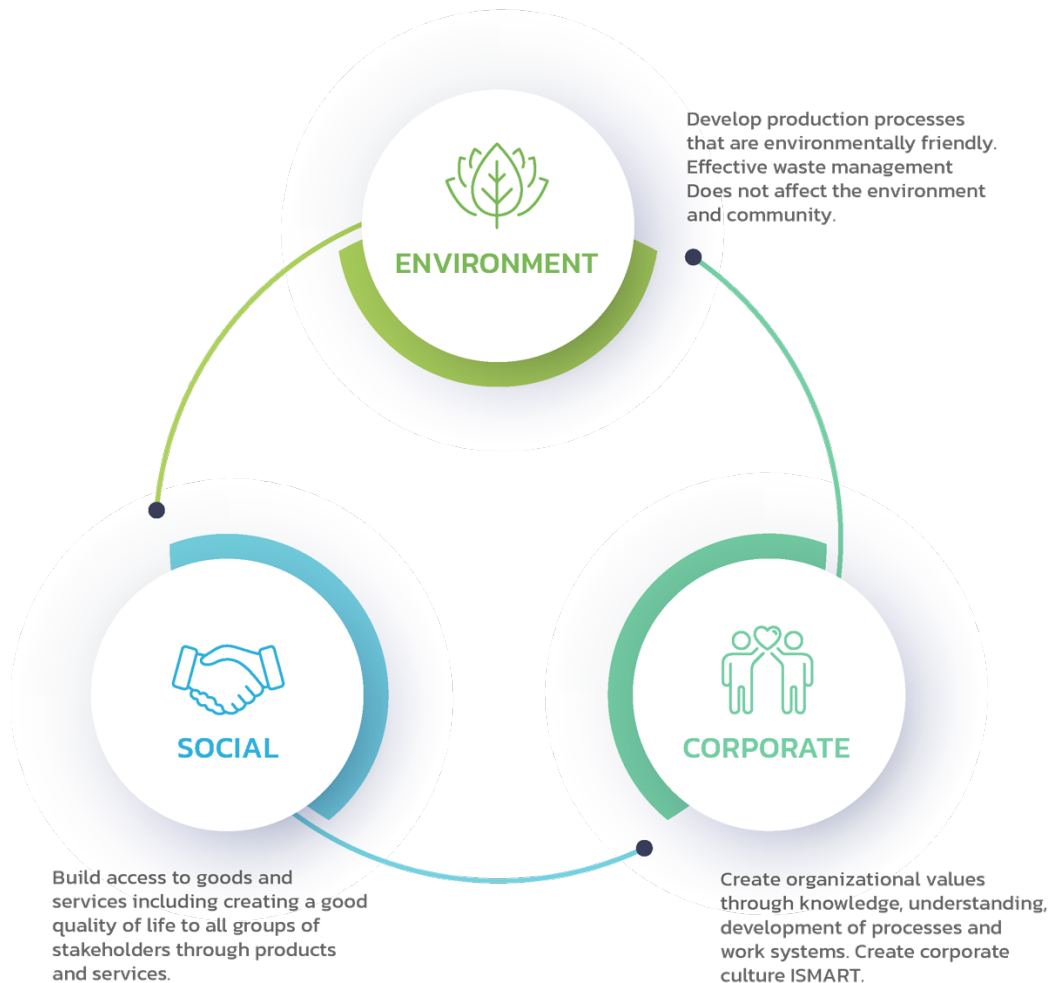 Develop production processes
that are environmentally friendly.
Effective waste management
Does not affect the environment
and community.
ENVIRONMENT
SOCIAL
CORPORATE
Build access to goods and
services including creating a good
quality of life to all groups of
stakeholders through products
and services.
Create organizational values
through knowledge, understanding,
development of processes and
work systems. Create corporate
culture ISMART.